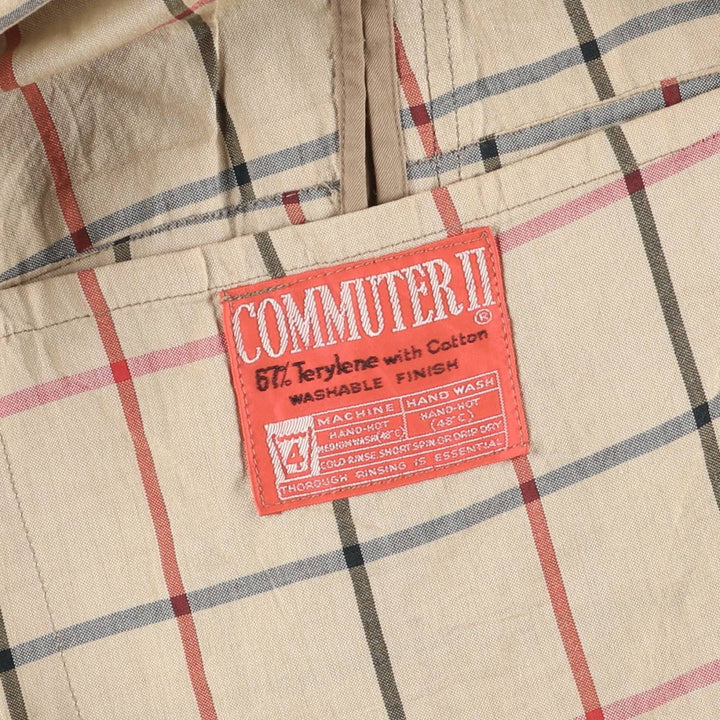 COMMUTER II ®
67% Terylene with Cotton
WASHABLE FINISH
4
MACHINE HAND WASH
HAND-HOT HAND-HOT
MEDIUM WASH (48°C) (48°C)
COLD RINSE. SHORT SPIN OR DRIP DRY
THOROUGH RINSING IS ESSENTIAL